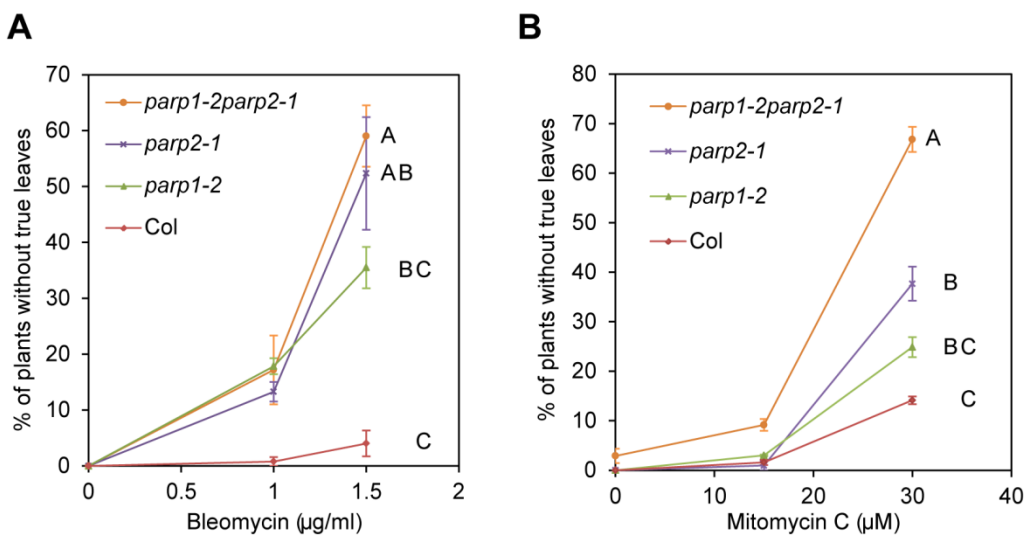 A
% of plants without true leaves
70
60
50
40
30
20
10
0
parp1-2parp2-1
parp2-1
parp1-2
Col
A
AB
BC
C
0
0.5
1
1.5
2
Bleomycin (µg/ml)
B
% of plants without true leaves
80
70
60
50
40
30
20
10
0
parp1-2parp2-1
parp2-1
parp1-2
Col
A
B
BC
C
0
10
20
30
40
Mitomycin C (µM)